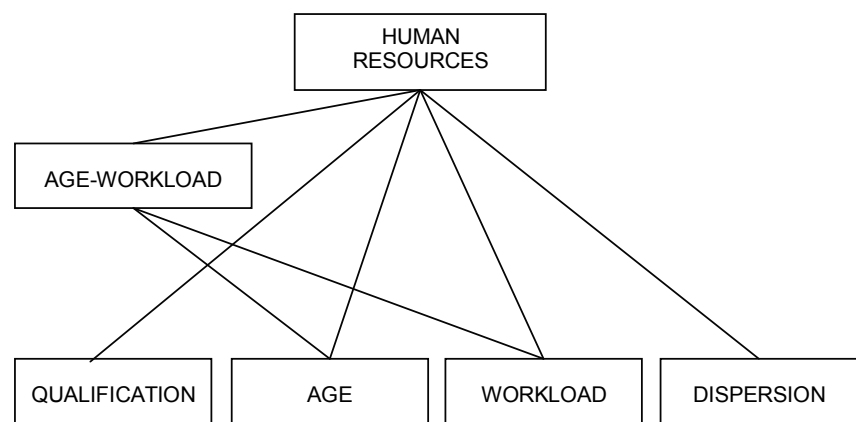 HUMAN
RESOURCES
AGE-WORKLOAD
QUALIFICATION
AGE
WORKLOAD
DISPERSION